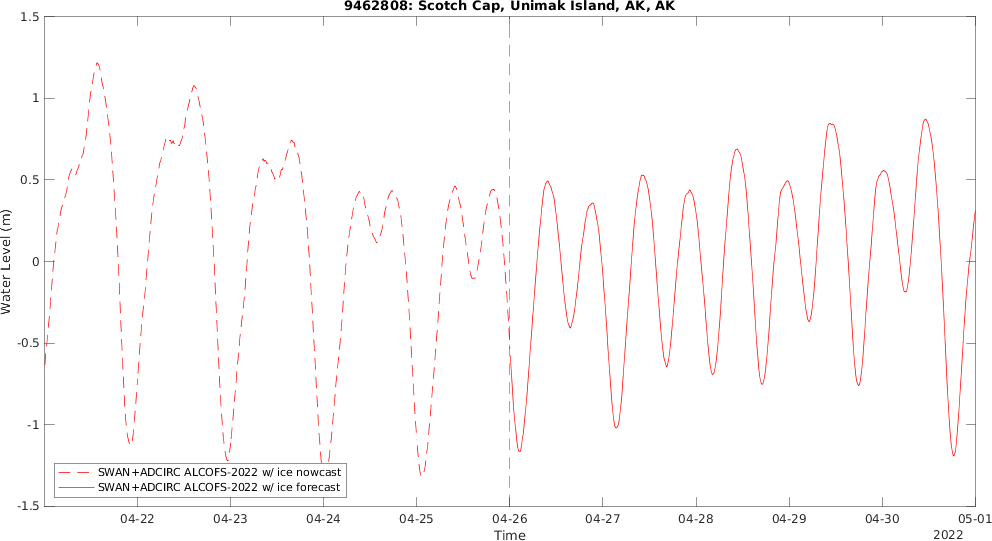 9462808: Scotch Cap, Unimak Island, AK, AK
1.5
1
0.5
0
-0.5
-1
-1.5
Water Level (m)
SWAN+ADCIRC ALCOFS-2022 w/ ice nowcast
SWAN+ADCIRC ALCOFS-2022 w/ ice forecast
04-22 04-23 04-24 04-25 04-26 04-27 04-28 04-29 04-30 05-01
Time
2022